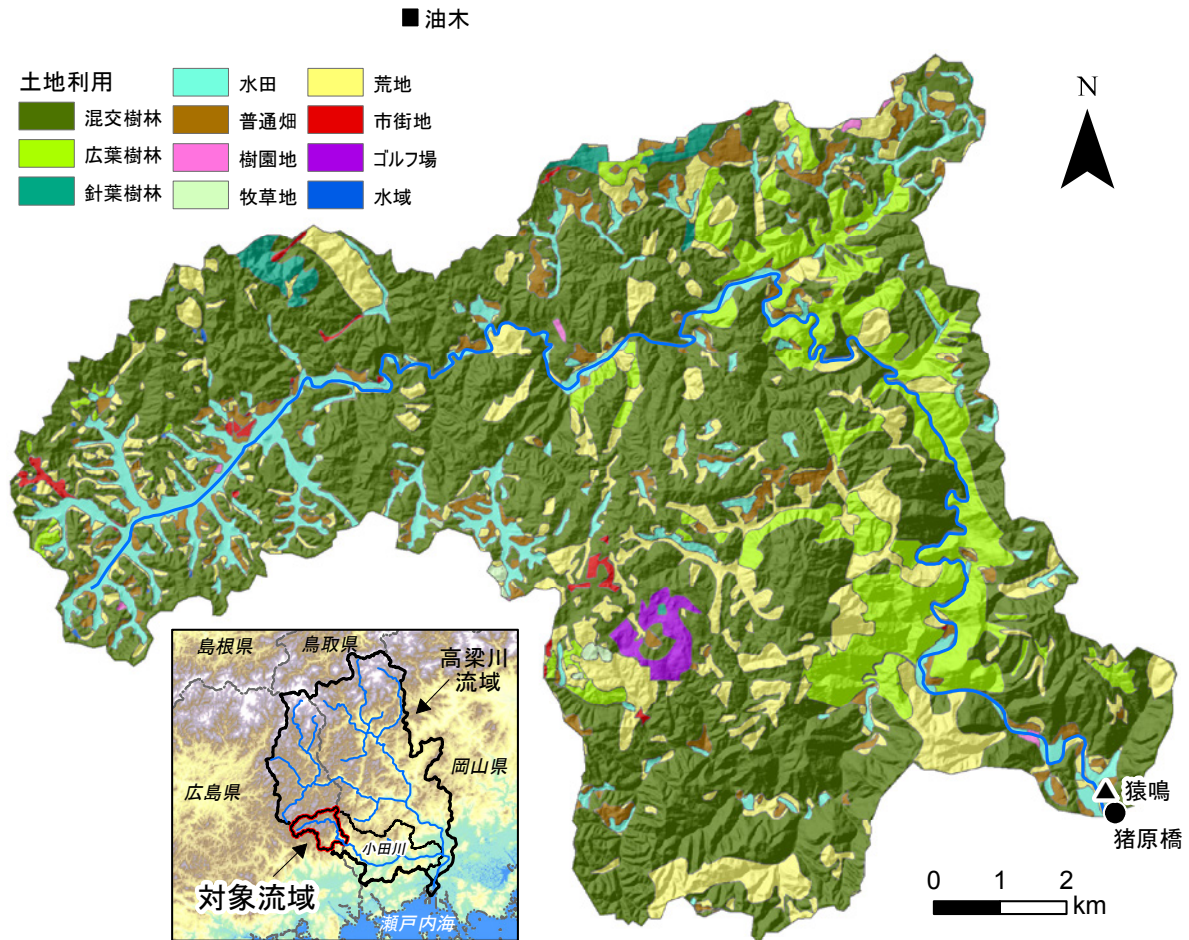 油木
土地利用
混交樹林
広葉樹林
針葉樹林
水田
普通畑
樹園地
牧草地
荒地
市街地
ゴルフ場
水域
N
島根県
鳥取県
高梁川
流域
岡山県
広島県
小田川
対象流域
瀬戸内海
猿鳴
猪原橋
0 1 2
km